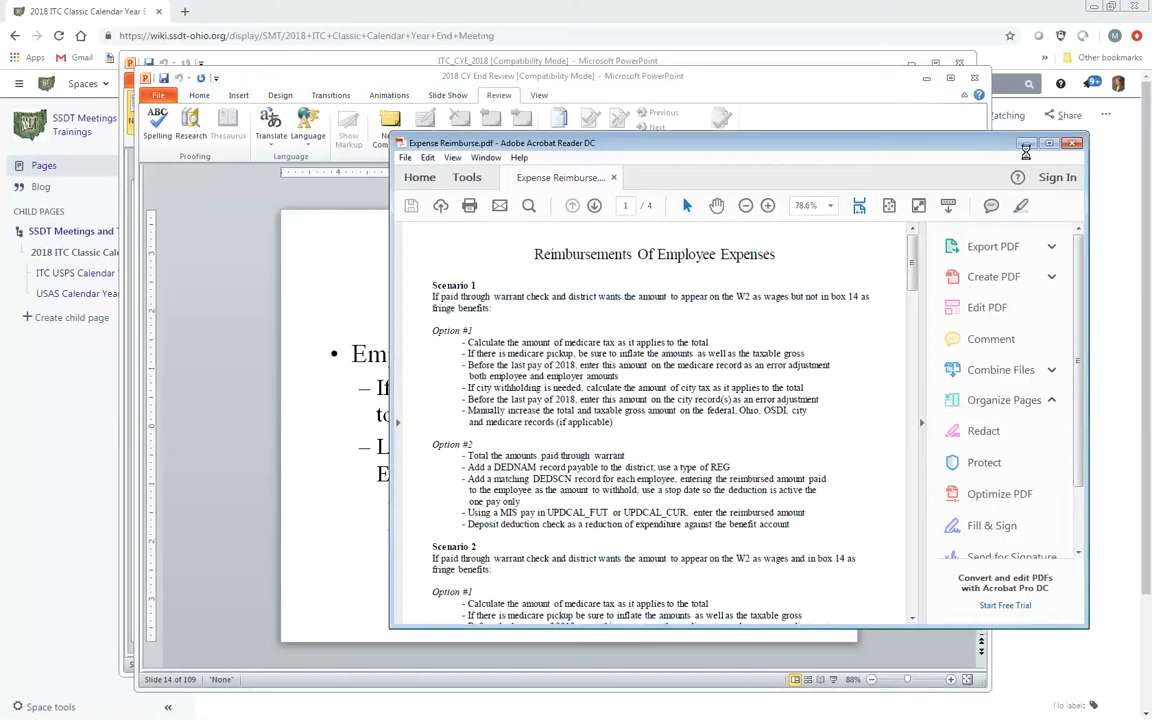 2018 ITC Classic Calendar Year E
https://wiki.ssdt-ohio.org/display/SMT/2018+ITC+Classic+Calendar+Year+End+Meeting
M
Apps
Gmail
Other bookmarks
ITC_CYE_2018 [Compatibility Mode] - Microsoft PowerPoint
2018 CY End Review [Compatibility Mode] - Microsoft PowerPoint
Spaces
9+
File
Home
Insert
Design
Transitions
Animations
Slide Show
Review
View
SSDT Meetings
Trainings
atching
Share
ABC
Spelling
Research
Thesaurus
Translate
Language
Show
Markup
Previous
Next
Proofing
Language
Pages
Blog
CHILD PAGES
SSDT Meetings and T
2018 ITC Classic Cale
ITC USPS Calendar Y
USAS Calendar Year
Create child page
Expense Reimburse.pdf - Adobe Acrobat Reader DC
File
Edit
View
Window
Help
Home
Tools
Expense Reimburse....
Sign In
1 / 4
78.6%
Reimbursements Of Employee Expenses
Scenario 1
If paid through warrant check and district wants the amount to appear on the W2 as wages but not in box 14 as
fringe benefits:
Option #1
- Calculate the amount of medicare tax as it applies to the total
- If there is medicare pickup, be sure to inflate the amounts as well as the taxable gross
- Before the last pay of 2018, enter this amount on the medicare record as an error adjustment
both employee and employer amounts
- If city withholding is needed, calculate the amount of city tax as it applies to the total
- Before the last pay of 2018, enter this amount on the city record(s) as an error adjustment
- Manually increase the total and taxable gross amount on the federal, Ohio, OSDI, city
and medicare records (if applicable)
Option #2
- Total the amounts paid through warrant
- Add a DEDNAM record payable to the district; use a type of REG
- Add a matching DEDSCN record for each employee, entering the reimbursed amount paid
to the employee as the amount to withhold, use a stop date so the deduction is active the
one pay only
- Using a MIS pay in UPDCAL_FUT or UPDCAL_CUR, enter the reimbursed amount
- Deposit deduction check as a reduction of expenditure against the benefit account
Scenario 2
If paid through warrant check and district wants the amount to appear on the W2 as wages and in box 14 as
fringe benefits:
Option #1
- Calculate the amount of medicare tax as it applies to the total
- If there is medicare pickup be sure to inflate the amounts as well as the taxable gross
Export PDF
Create PDF
Edit PDF
Comment
Combine Files
Organize Pages
Redact
Protect
Optimize PDF
Fill & Sign
Send for Signature
Convert and edit PDFs
with Acrobat Pro DC
Start Free Trial
• Em
– If
to
– L
E
Slide 14 of 109
"None"
88%
Space tools
No labels